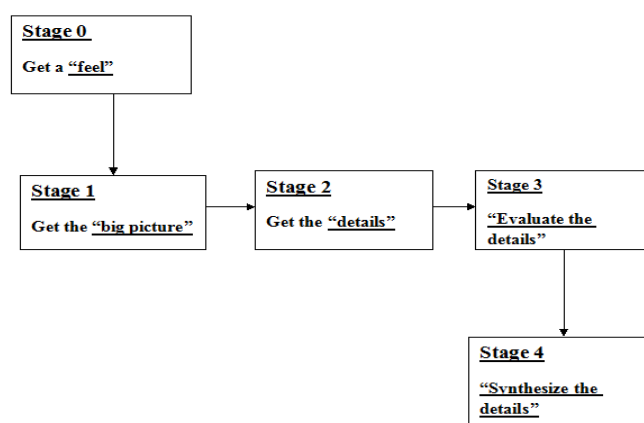 Stage 0
Get a “feel”
Stage 1
Get the “big picture”
Stage 2
Get the “details”
Stage 3
“Evaluate the
details”
Stage 4
“Synthesize the
details”